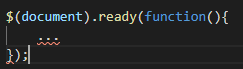 $(document).ready(function(){
    ...
});